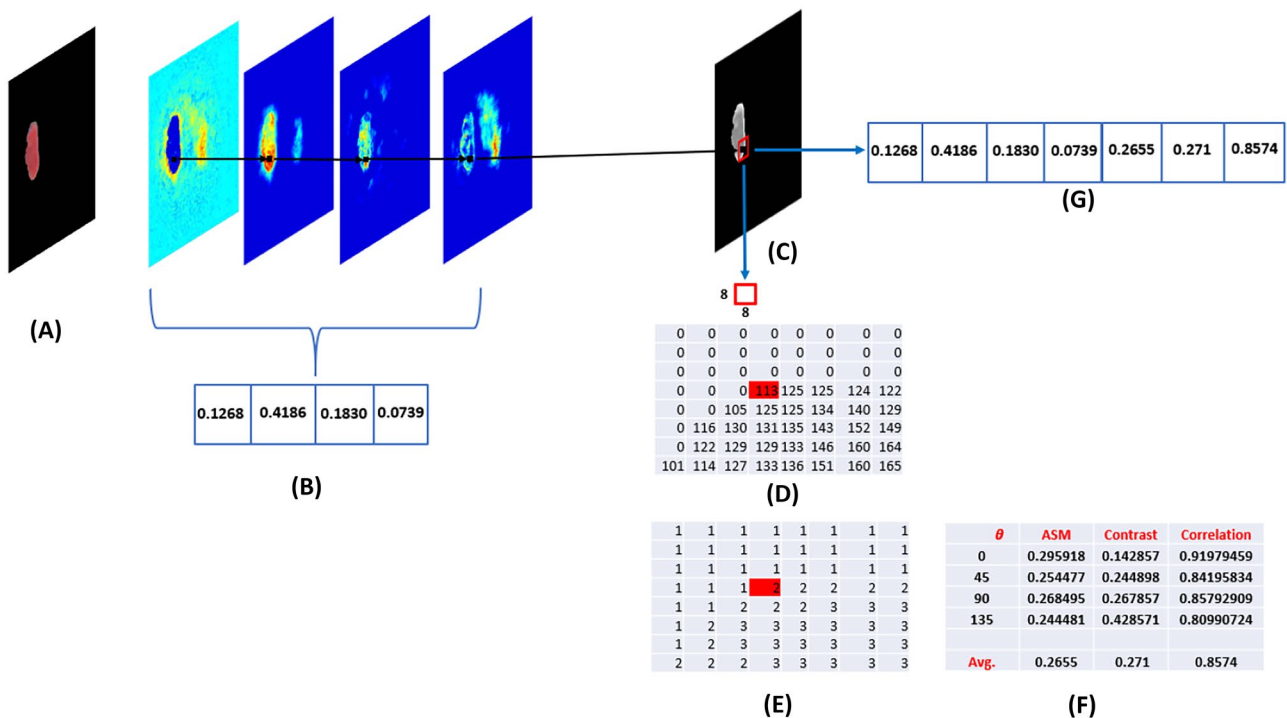 0.1268 0.4186 0.1830 0.0739 0.2655 0.271 0.8574
(G)
(C)
(A)
8
8
0.1268 0.4186 0.1830 0.0739
(B)
0 0 0 0 0 0 0 0
0 0 0 0 0 0 0 0
0 0 0 0 0 0 0 0
0 0 0 113 125 125 124 122
0 0 105 125 125 134 140 129
0 116 130 131 135 143 152 149
0 122 129 129 133 146 160 164
101 114 127 133 136 151 160 165
(D)
1 1 1 1 1 1 1 1
1 1 1 1 1 1 1 1
1 1 1 1 1 1 1 1
1 1 1 2 2 2 2 2
1 1 2 2 2 3 3 3
1 2 3 3 3 3 3 3
1 2 3 3 3 3 3 3
2 2 2 3 3 3 3 3
(E)
θ ASM Contrast Correlation
0 0.295918 0.142857 0.91979459
45 0.254477 0.244898 0.84195834
90 0.268495 0.267857 0.85792909
135 0.244481 0.428571 0.80990724
Avg. 0.2655 0.271 0.8574
(F)